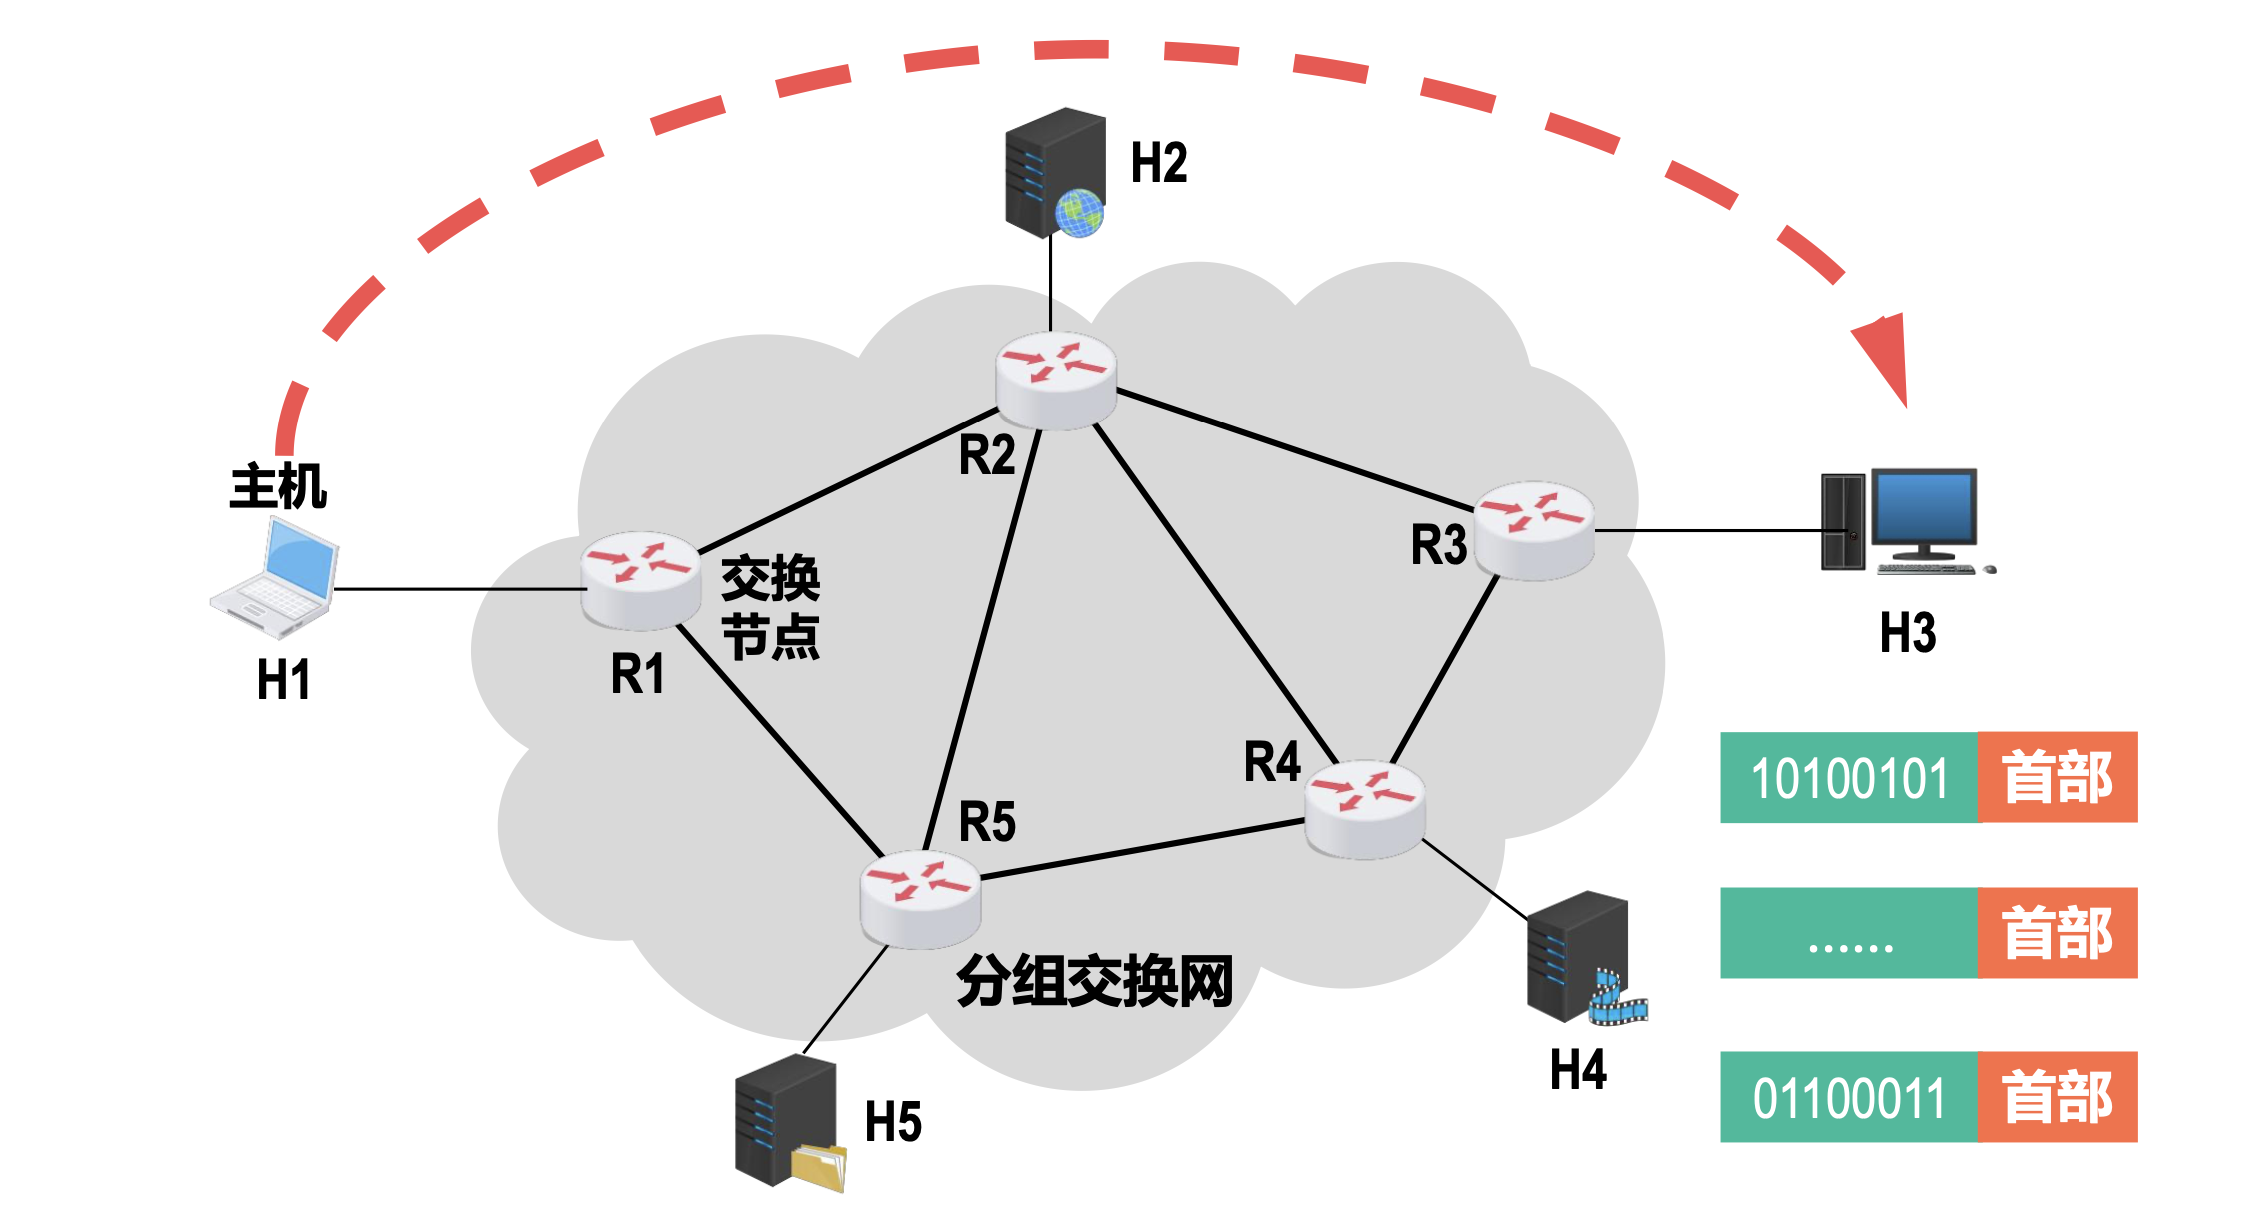 H2
主机
H1
R1
交换
节点
R2
R3
H3
R4
R5
分组交换网
H4
H5
10100101 首部
...... 首部
01100011 首部